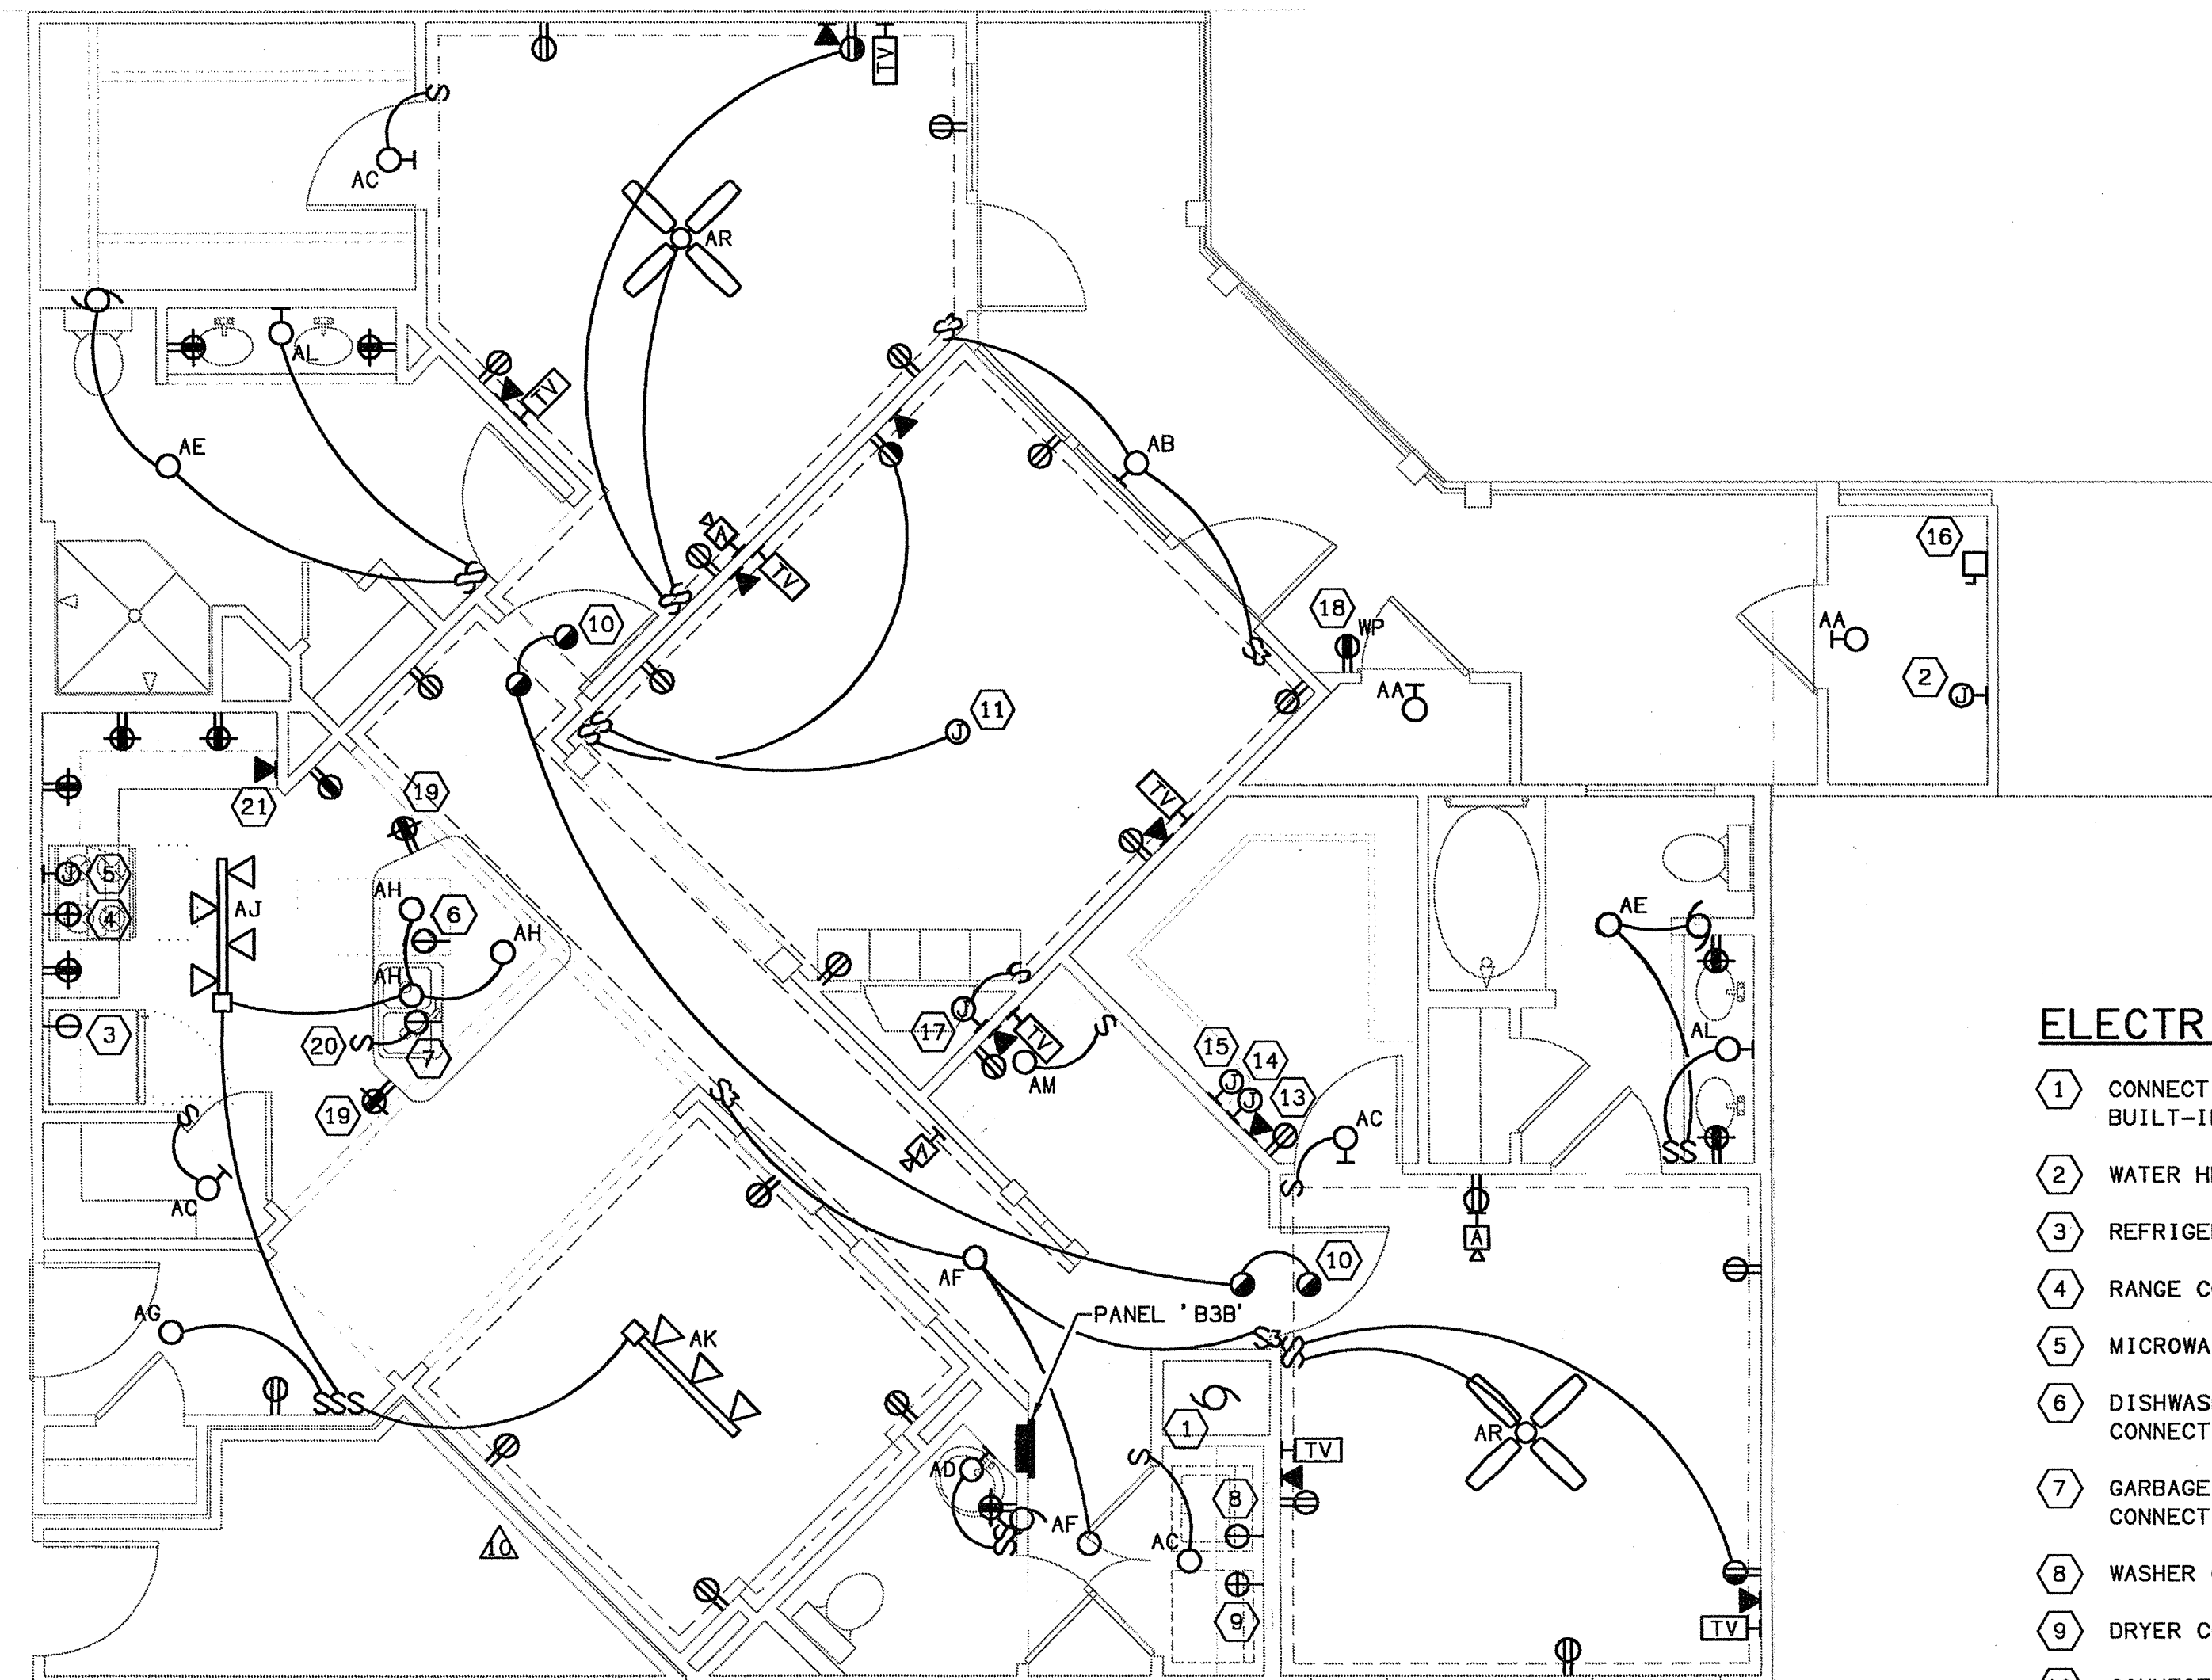 TV
S
AC
AR
S3
AL
AE
TV
AB
A
TV
S
16
S
10
18
WP
AA
S3
2
J
AA
S
J
11
19
21
TV
J
5
4
AJ
AH
6
AH
AH
AE
S
J
17
TV
S
AM
3
20
S
7
19
S3
15
14
J
J
13
AL
ELECTR
1
CONNECT
BUILT-I
S
AC
A
AC
S
SS
2
WATER H
A
AF
10
3
REFRIGE
AG
PANEL 'B3B'
S3
S
AK
4
RANGE C
5
MICROWA
SSS
6
DISHWAS
CONNECT
1
S
TV
AR
AD
8
7
GARBAGE
CONNECT
S
AF
AC
10
8
WASHER
9
TV
9
DRYER C